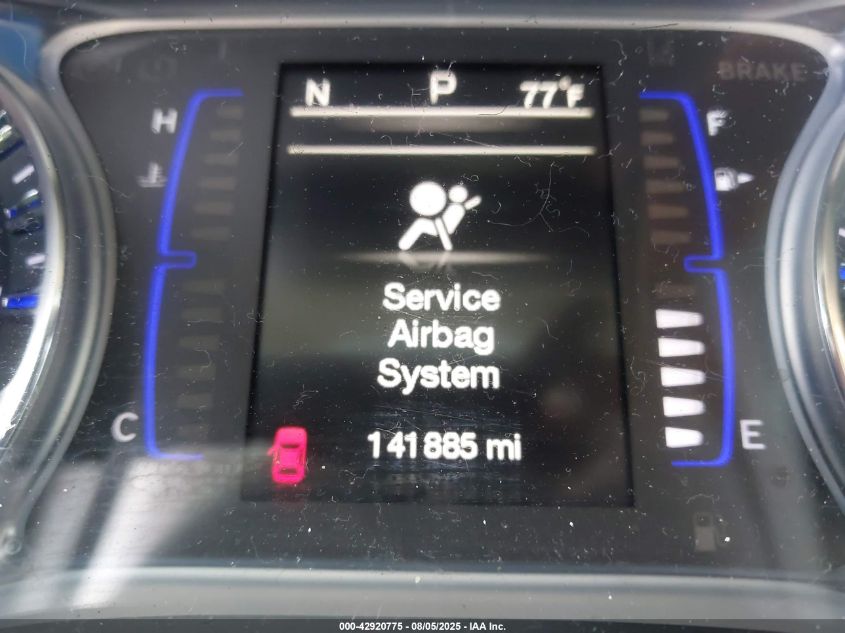 BRAKE
N P 77°F
H F
Service
Airbag
System
C E
141885 mi
000-42920775 - 08/05/2025 - IAA Inc.